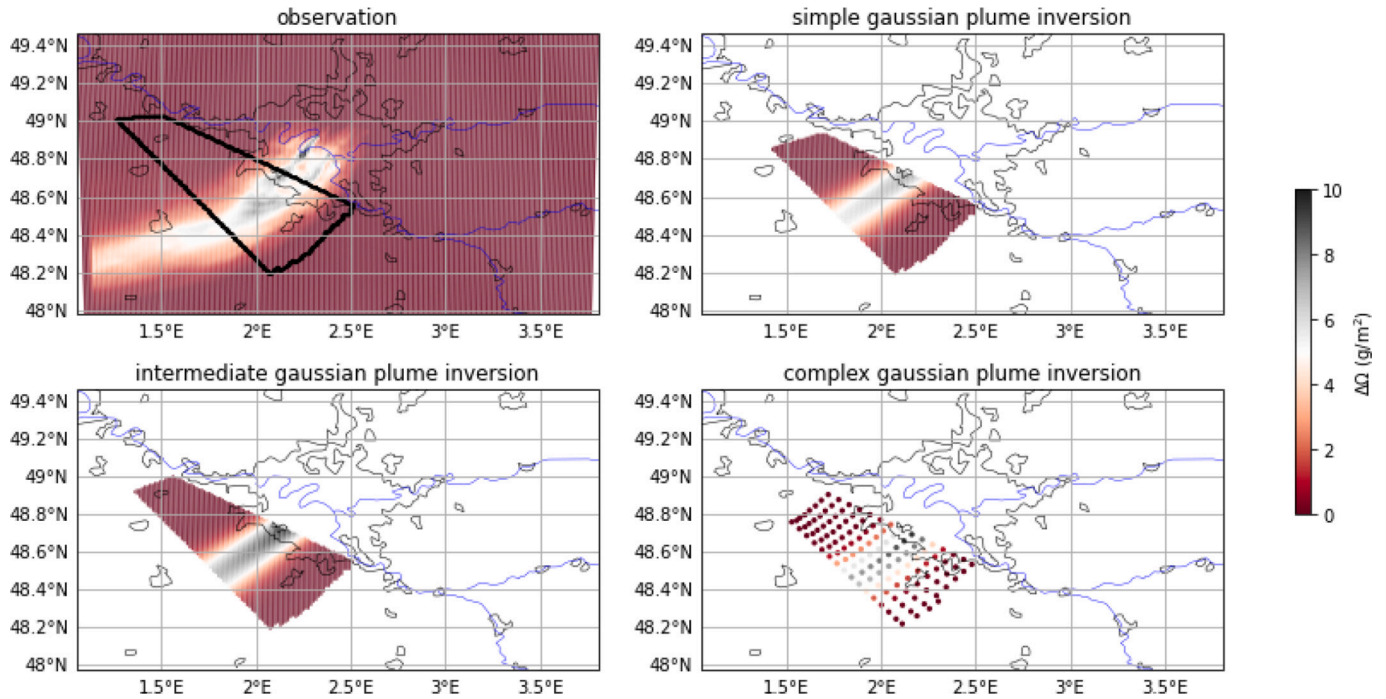 observation
simple gaussian plume inversion
49.4°N
49.2°N
49°N
48.8°N
48.6°N
48.4°N
48.2°N
48°N
1.5°E 2°E 2.5°E 3°E 3.5°E
49.4°N
49.2°N
49°N
48.8°N
48.6°N
48.4°N
48.2°N
48°N
1.5°E 2°E 2.5°E 3°E 3.5°E
intermediate gaussian plume inversion
complex gaussian plume inversion
49.4°N
49.2°N
49°N
48.8°N
48.6°N
48.4°N
48.2°N
48°N
1.5°E 2°E 2.5°E 3°E 3.5°E
49.4°N
49.2°N
49°N
48.8°N
48.6°N
48.4°N
48.2°N
48°N
1.5°E 2°E 2.5°E 3°E 3.5°E
10
8
6
4
2
0
ΔΩ (g/m²)